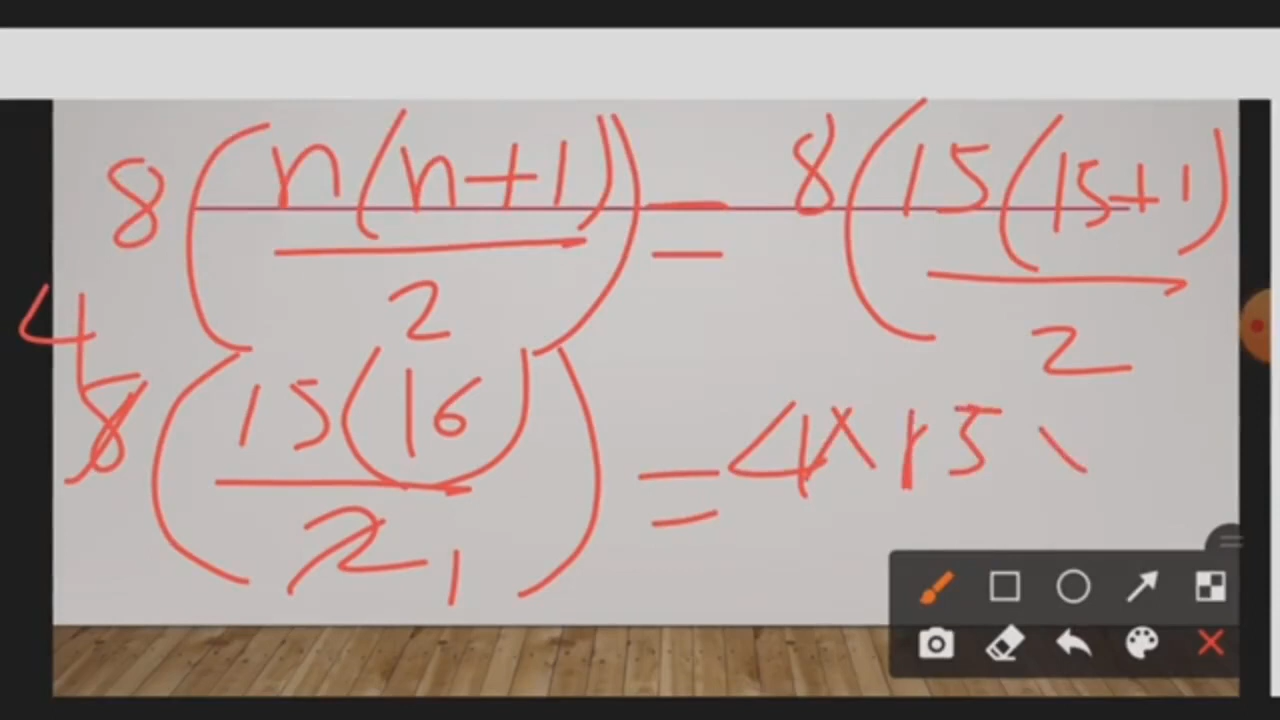 8(n(n+1)/2) = 8(15(15+1)/2
4
8(15(16)/2 1) = 4×15